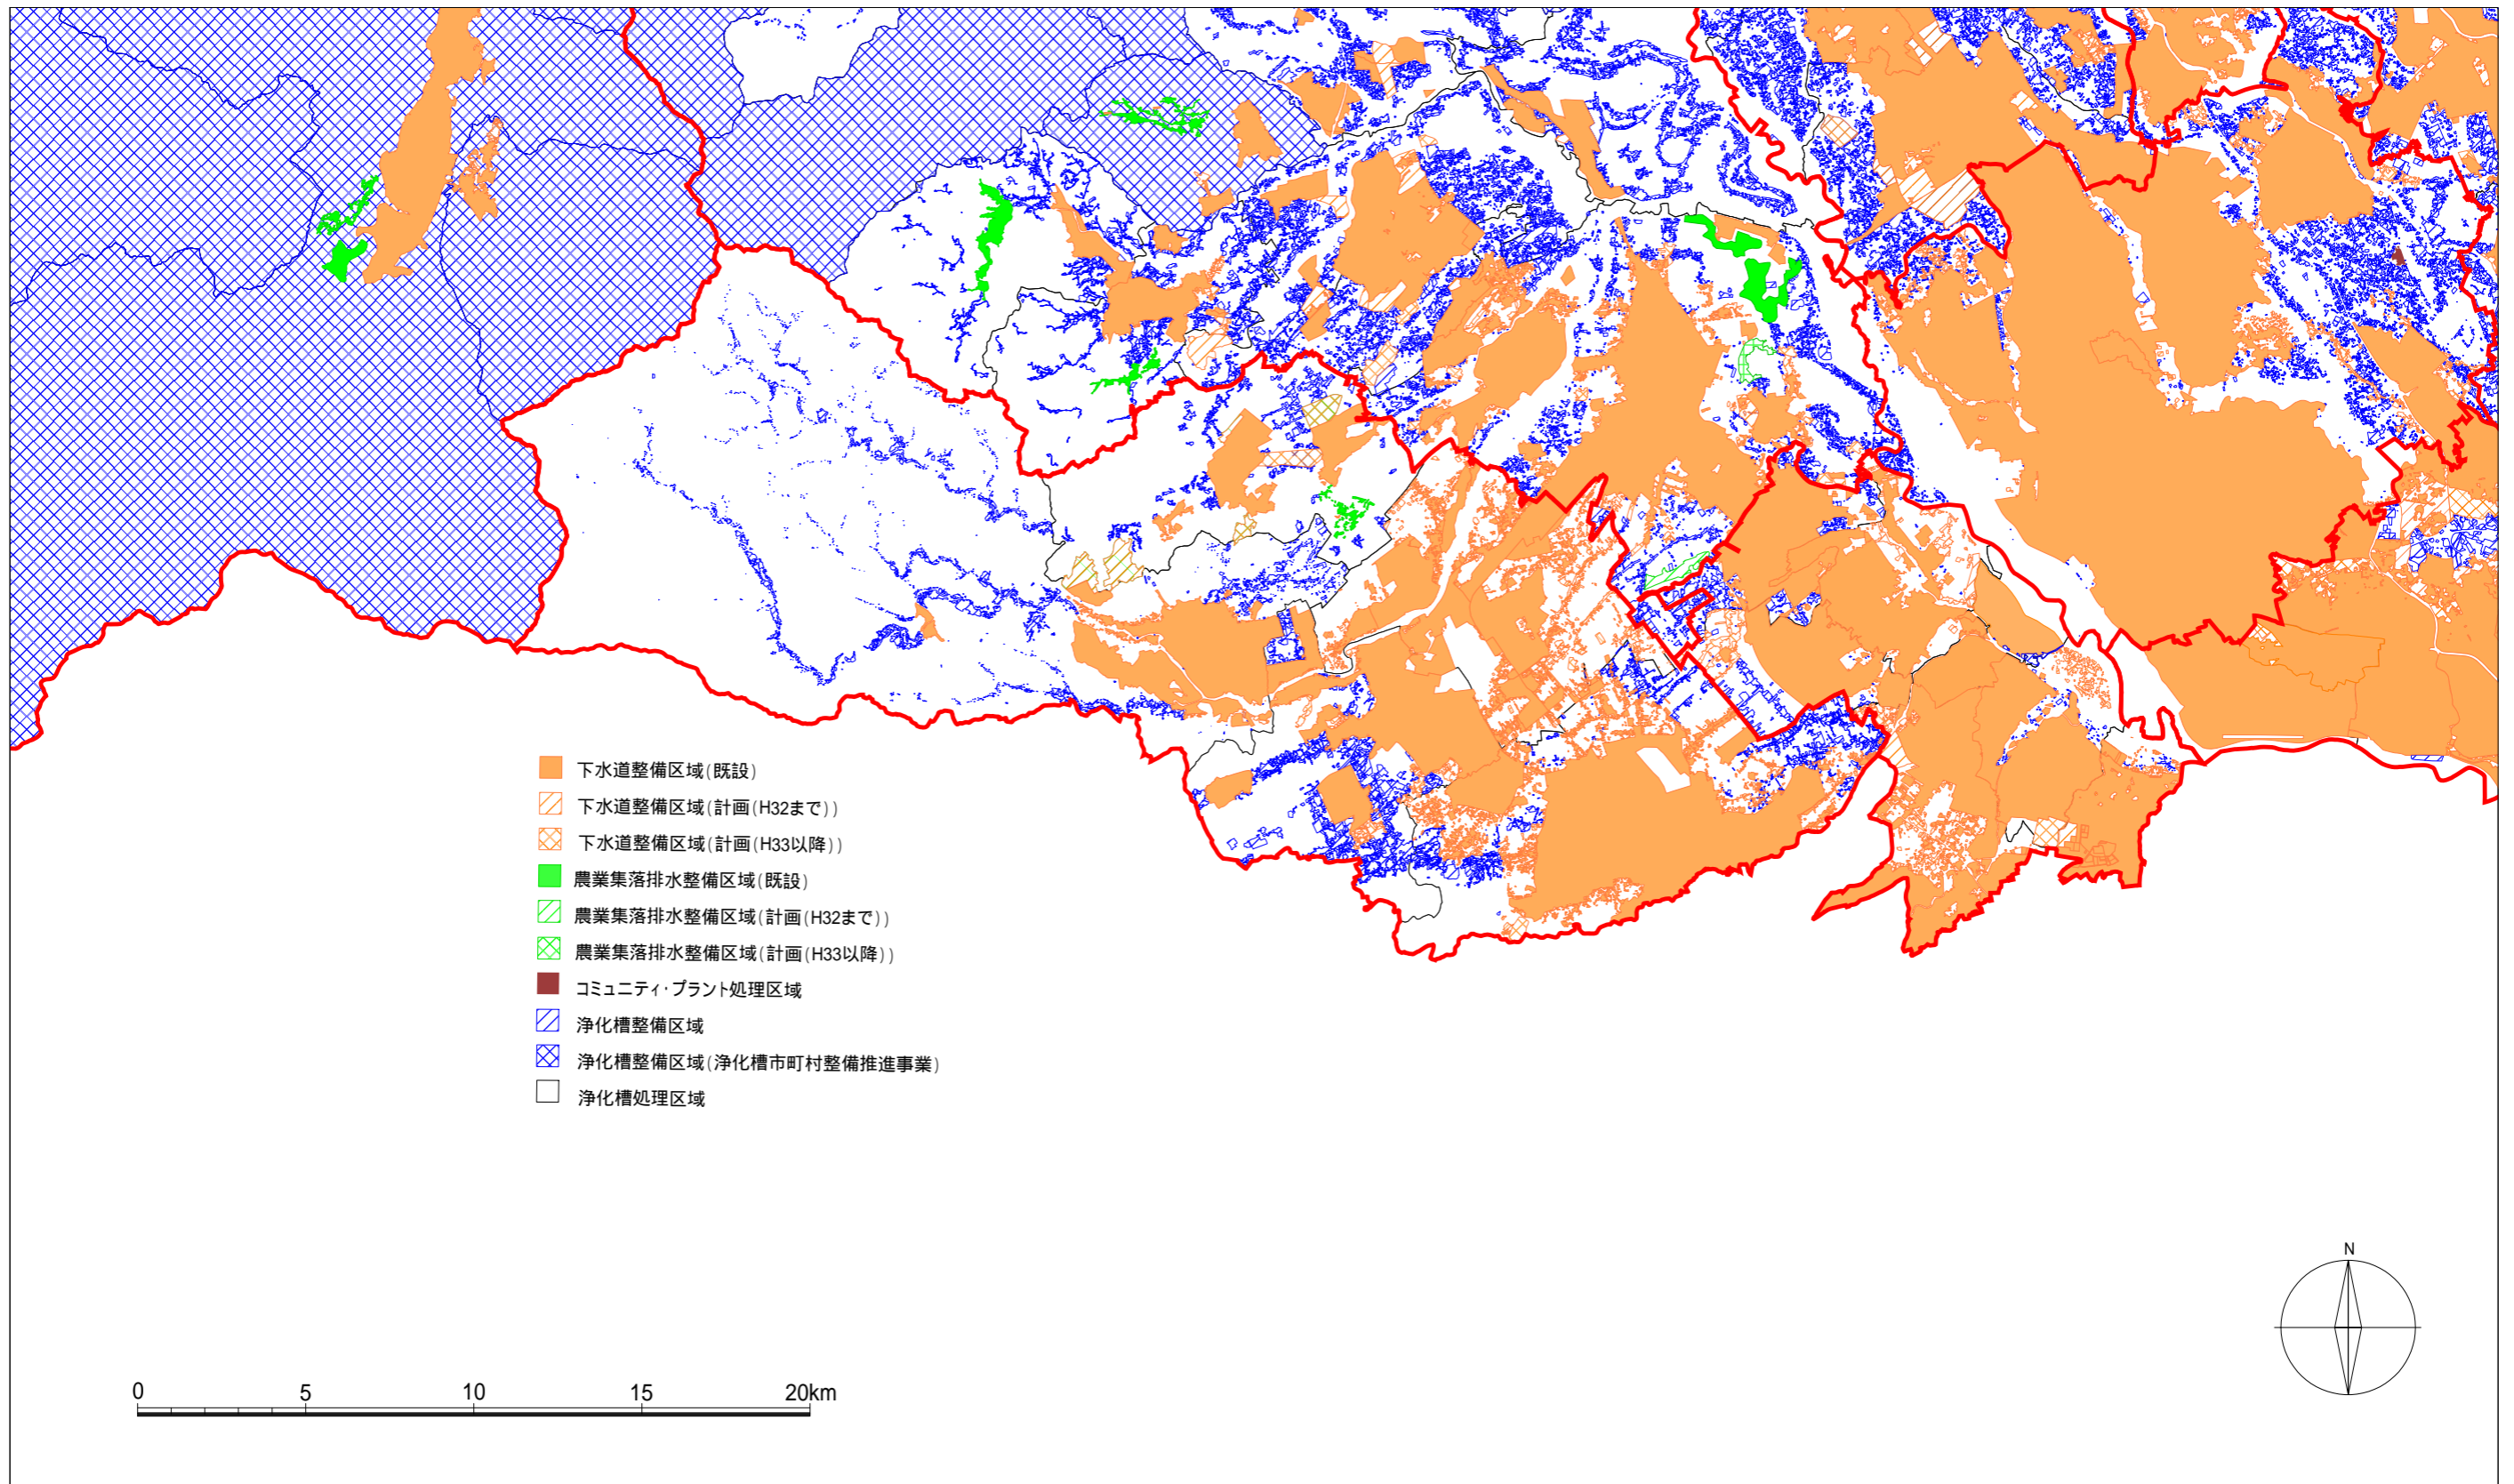 下水道整備区域(既設)
下水道整備区域(計画(H32まで))
下水道整備区域(計画(H33以降))
農業集落排水整備区域(既設)
農業集落排水整備区域(計画(H32まで))
農業集落排水整備区域(計画(H33以降))
コミュニティ・プラント処理区域
浄化槽整備区域
浄化槽整備区域(浄化槽市町村整備推進事業)
浄化槽処理区域
N
0 5 10 15 20km